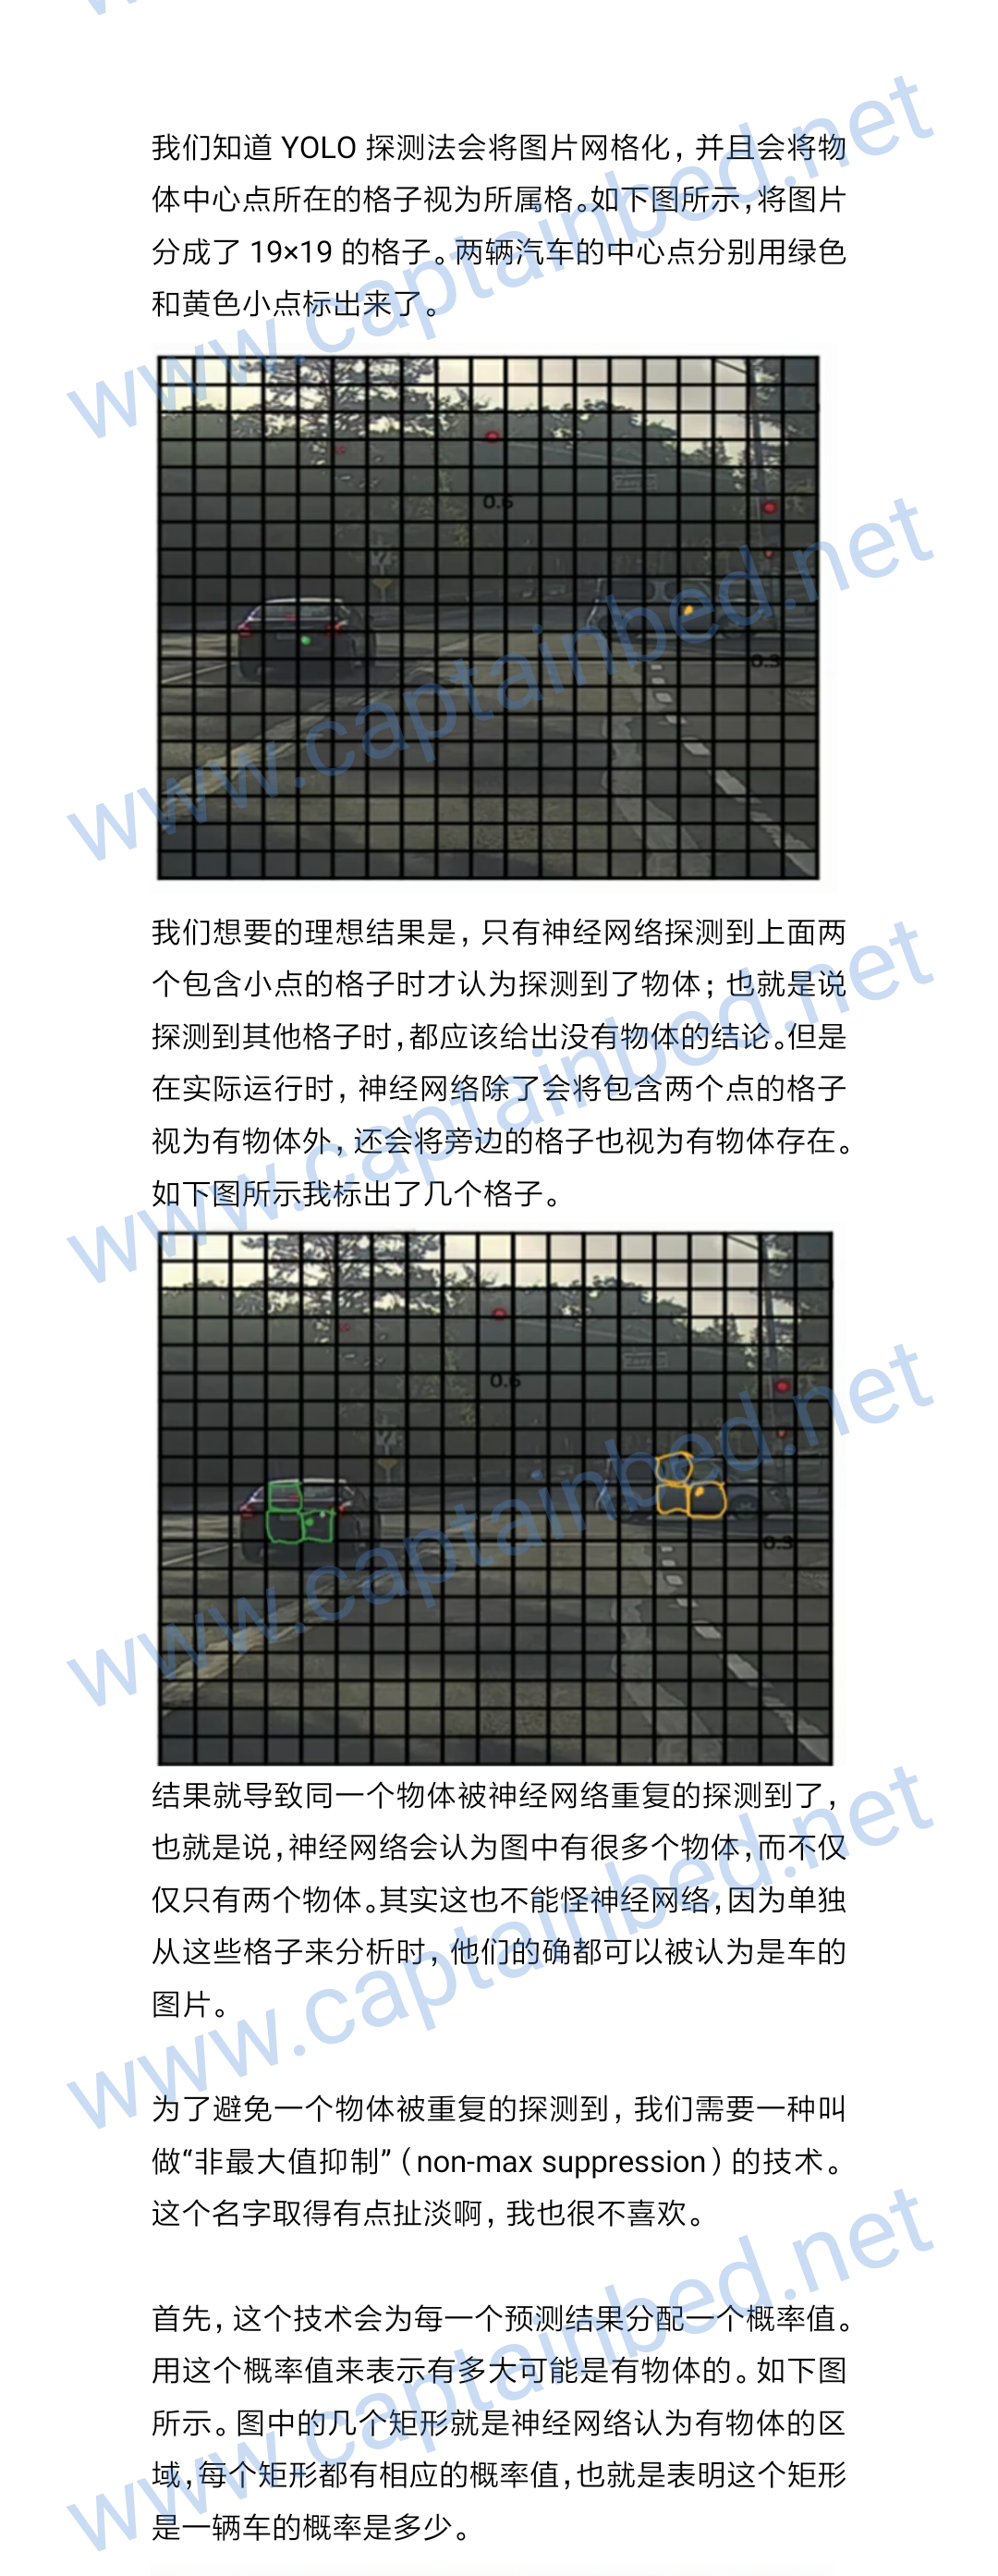 我们知道 YOLO 探测法会将图片网格化，并且会将物
体中心点所在的格子视为所属格。如下图所示，将图片
分成了 19×19 的格子。两辆汽车的中心点分别用绿色
和黄色小点标出来了。
www.captainbed.net
0.6
0.3
www.captainbed.net
我们想要的理想结果是，只有神经网络探测到上面两
个包含小点的格子时才认为探测到了物体；也就是说
探测到其他格子时，都应该给出没有物体的结论。但是
在实际运行时，神经网络除了会将包含两个点的格子
视为有物体外，还会将旁边的格子也视为有物体存在。
如下图所示我标出了几个格子。
www.captainbed.net
0.6
0.3
www.captainbed.net
结果就导致同一个物体被神经网络重复的探测到了，
也就是说，神经网络会认为图中有很多个物体，而不仅
仅只有两个物体。其实这也不能怪神经网络，因为单独
从这些格子来分析时，他们的确都可以被认为是车的
图片。
www.captainbed.net
为了避免一个物体被重复的探测到，我们需要一种叫
做“非最大值抑制”（non-max suppression）的技术。
这个名字取得有点扯淡啊，我也很不喜欢。
首先，这个技术会为每一个预测结果分配一个概率值。
用这个概率值来表示有多大可能是有物体的。如下图
所示。图中的几个矩形就是神经网络认为有物体的区
域，每个矩形都有相应的概率值，也就是表明这个矩形
是一辆车的概率是多少。
www.captainbed.net